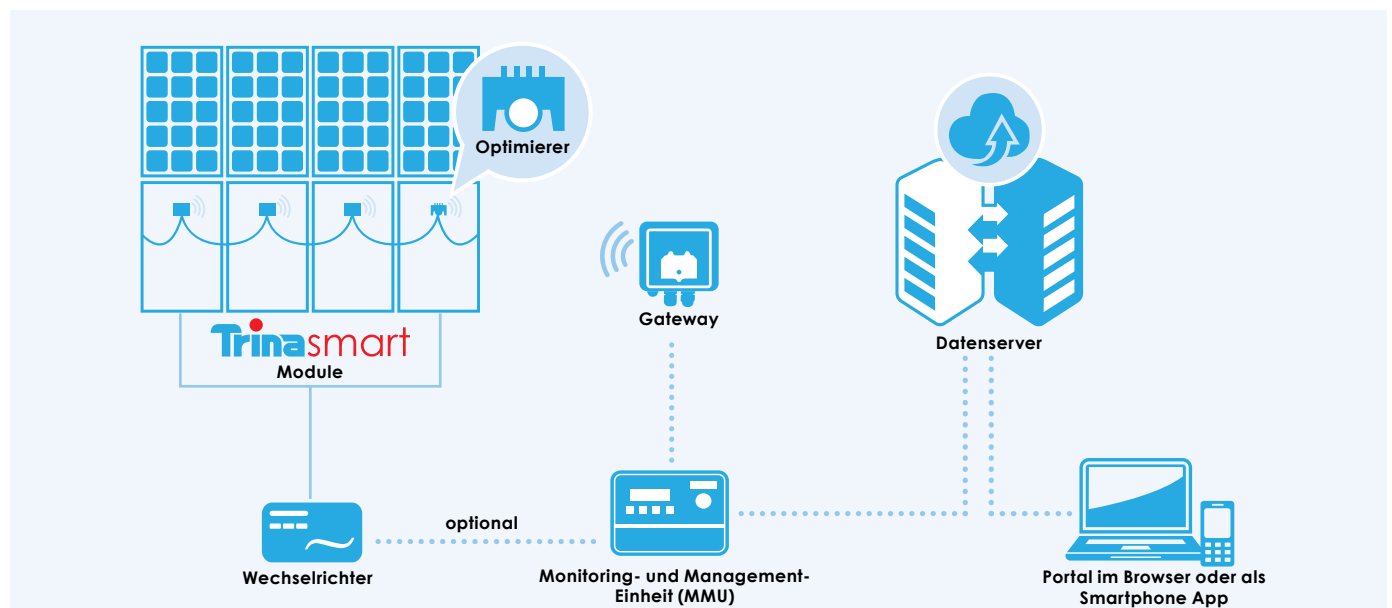 Optimierer
Trinasmart
Module
Gateway
Datenserver
optional
Wechselrichter
Monitoring- und Management-
Einheit (MMU)
Portal im Browser oder als
Smartphone App